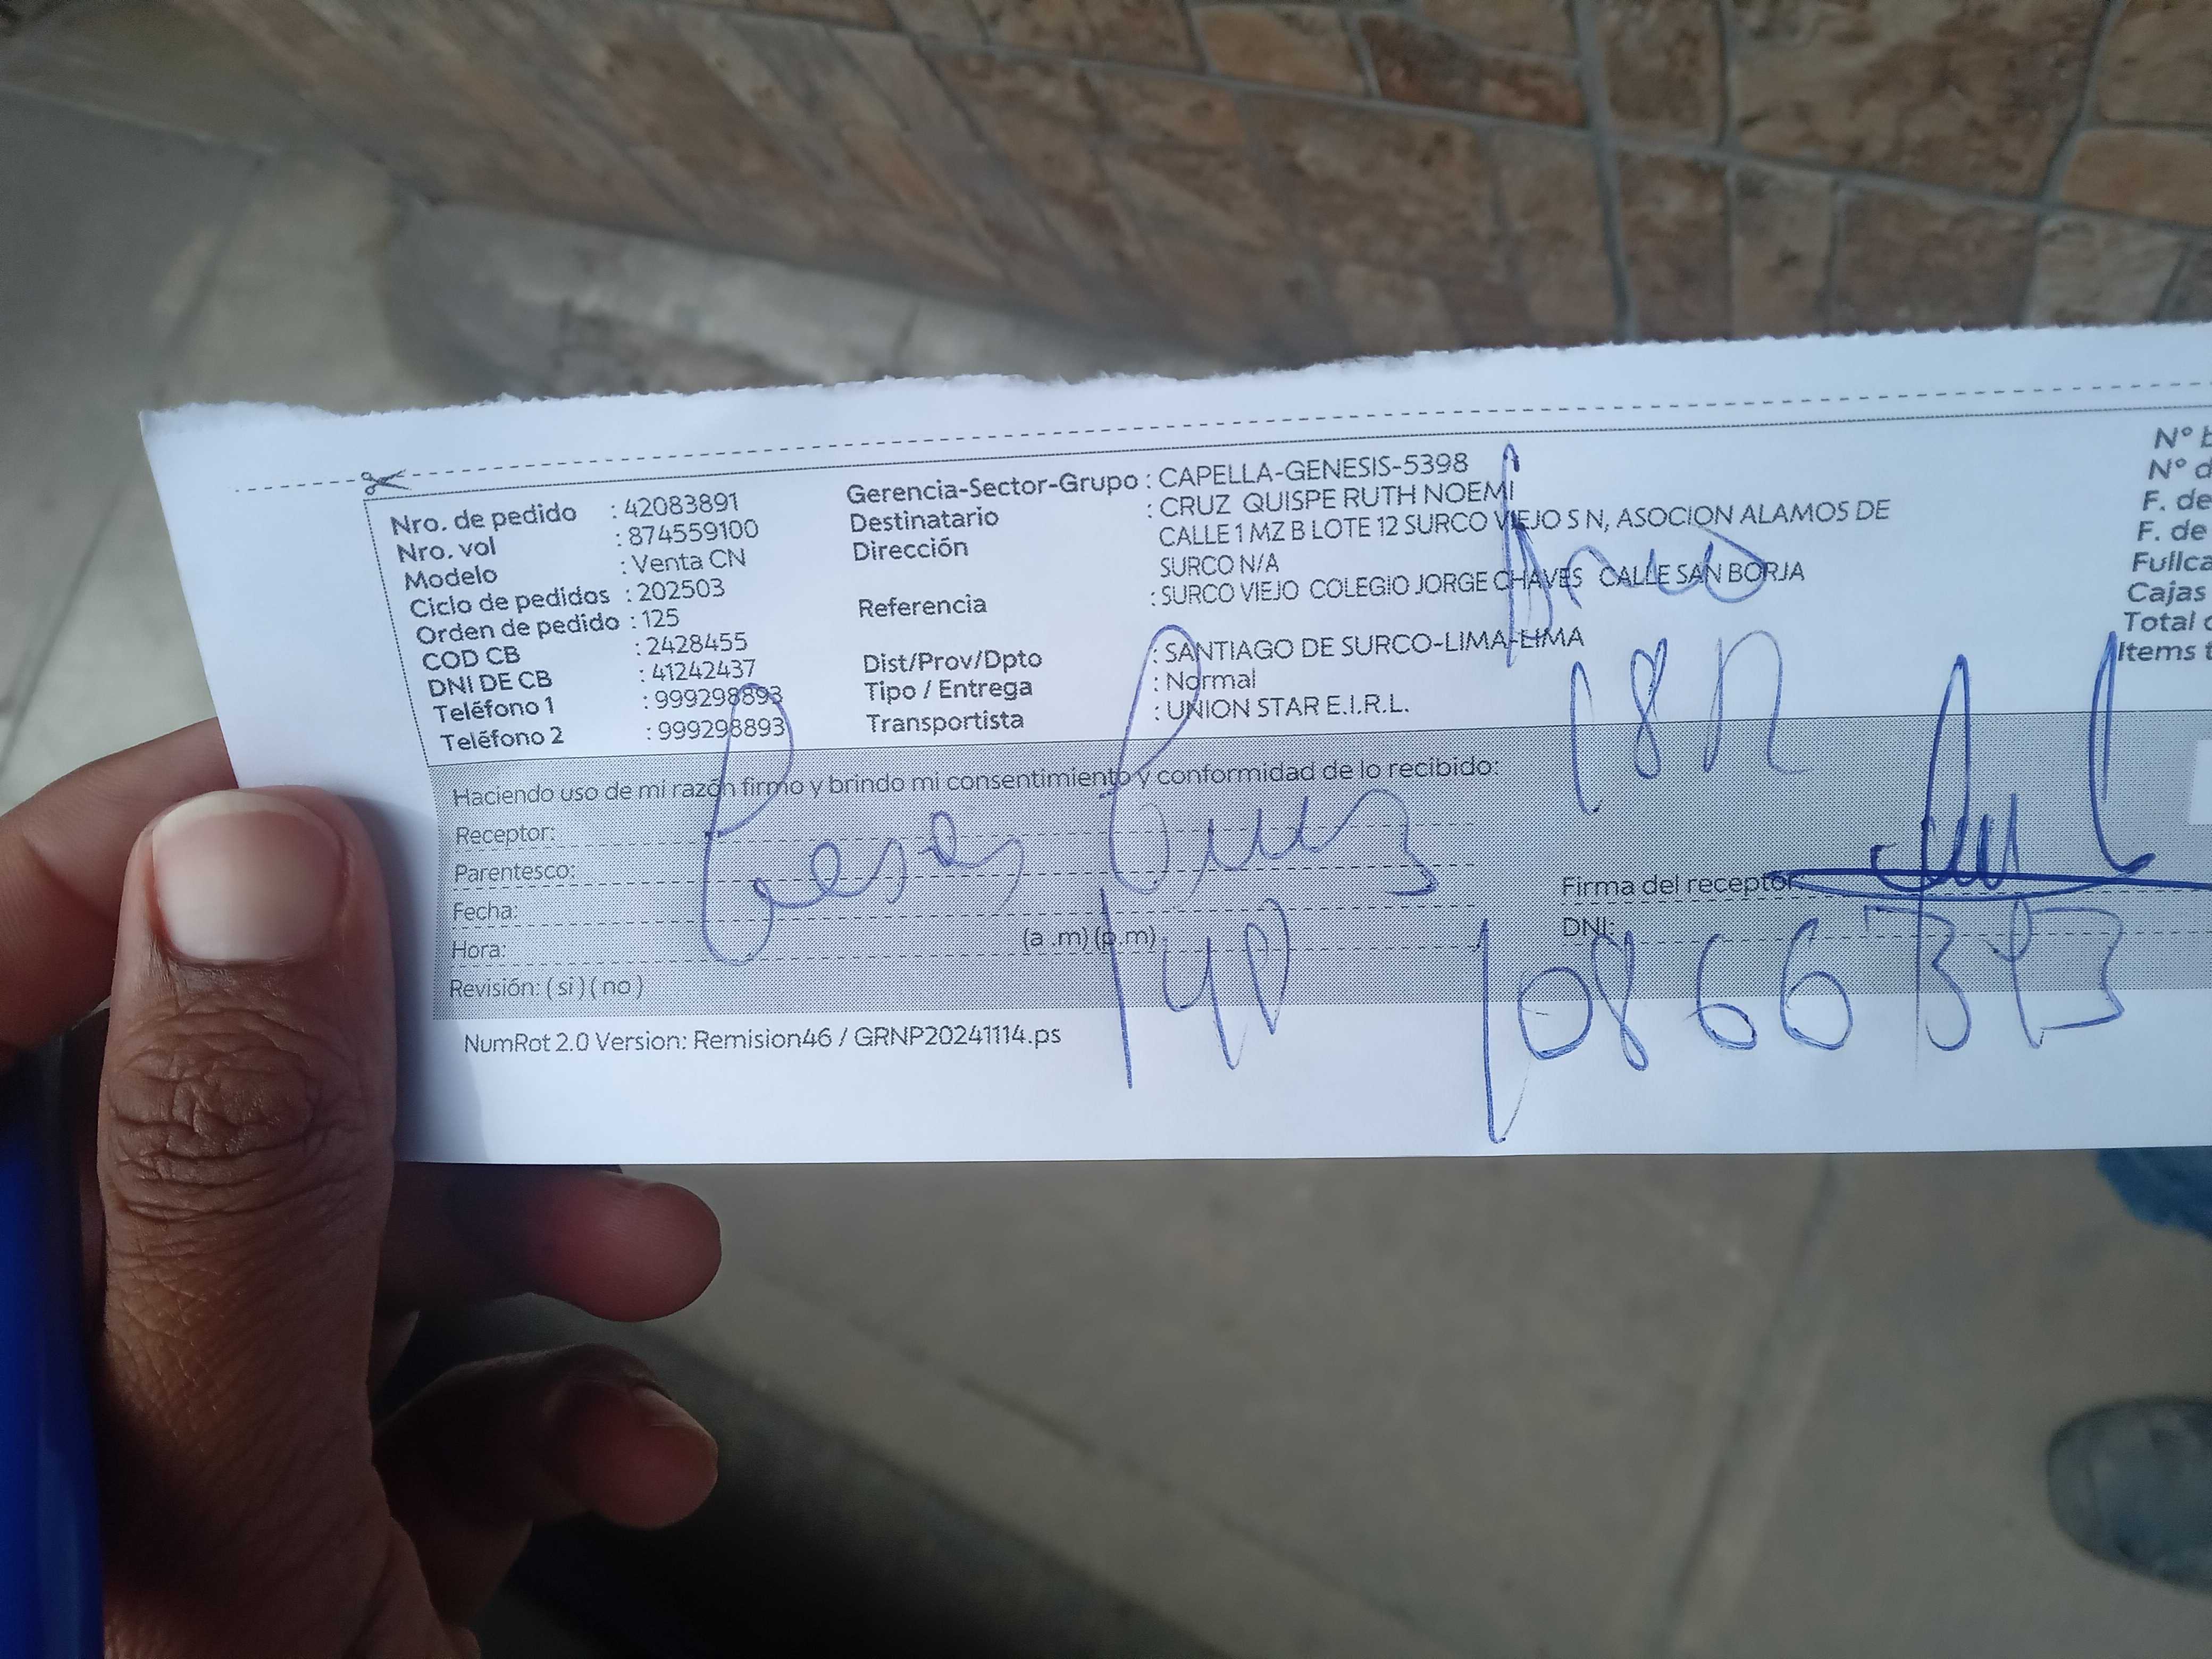 Nro. de pedido : 42083891
Nro. vol : 874559100
Modelo : Venta CN
Ciclo de pedidos : 202503
Orden de pedido : 125
COD CB : 2428455
DNI DE CB : 41242437
Teléfono 1 : 999298893
Teléfono 2 : 999298893
Gerencia-Sector-Grupo : CAPELLA-GENESIS-5398
Destinatario : CRUZ QUISPE RUTH NOEMI
Dirección CALLE 1 MZ B LOTE 12 SURCO VIEJO S N, ASOCION ALAMOS DE
SURCO N/A
Referencia : SURCO VIEJO COLEGIO JORGE CHAVES CALLE SAN BORJA
Dist/Prov/Dpto : SANTIAGO DE SURCO-LIMA-LIMA
Tipo / Entrega : Normal
Transportista : UNION STAR E.I.R.L.
Nº
Nº
F. de
F. de
Cajas
Total
Items
Haciendo uso de mi razón firmo y brindo mi consentimiento y conformidad de lo recibido:
Receptor:
Parentesco:
Fecha:
Hora: (a .m) (p.m)
Revisión: ( si ) ( no )
Cesar Cruz
Firma del receptor:
DNI:
NumRot 2.0 Version: Remision46 / GRNP20241114.ps